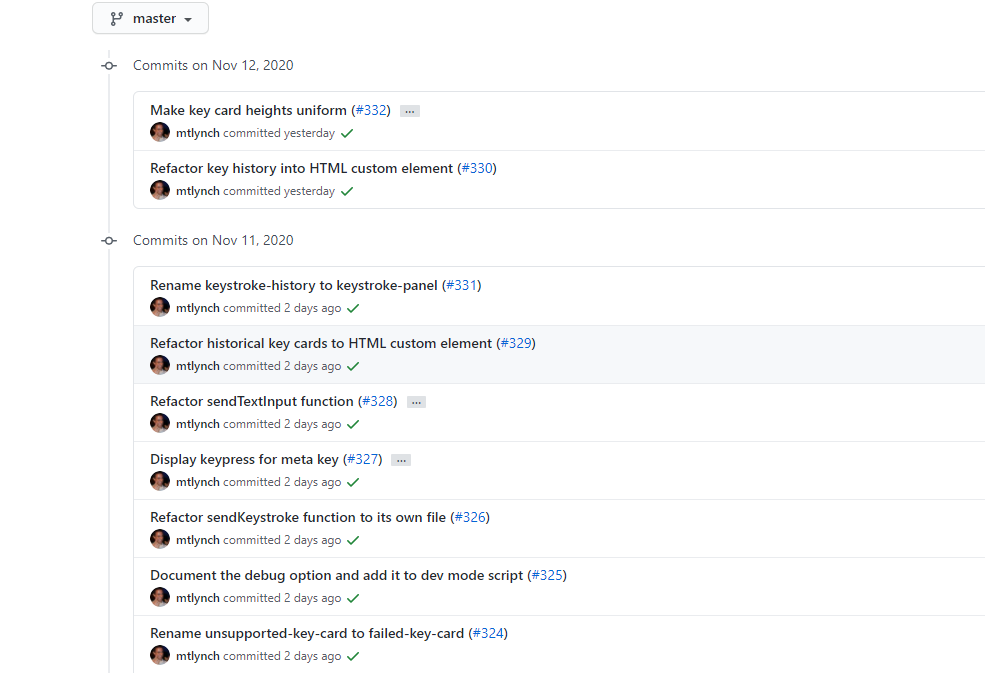 master
Commits on Nov 12, 2020
Make key card heights uniform (#332) ...
mtlynch committed yesterday
Refactor key history into HTML custom element (#330)
mtlynch committed yesterday
Commits on Nov 11, 2020
Rename keystroke-history to keystroke-panel (#331)
mtlynch committed 2 days ago
Refactor historical key cards to HTML custom element (#329)
mtlynch committed 2 days ago
Refactor sendTextInput function (#328) ...
mtlynch committed 2 days ago
Display keypress for meta key (#327) ...
mtlynch committed 2 days ago
Refactor sendKeystroke function to its own file (#326)
mtlynch committed 2 days ago
Document the debug option and add it to dev mode script (#325)
mtlynch committed 2 days ago
Rename unsupported-key-card to failed-key-card (#324)
mtlynch committed 2 days ago